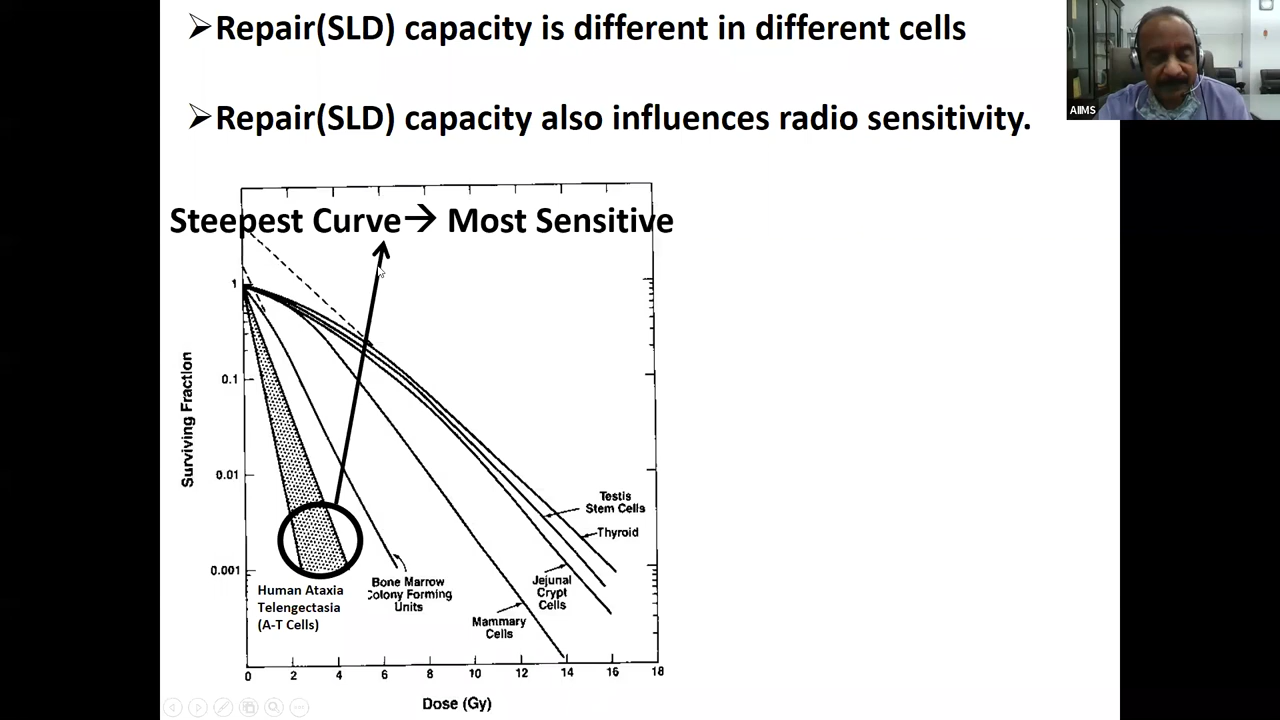 ➢Repair(SLD) capacity is different in different cells
➢Repair(SLD) capacity also influences radio sensitivity.
AIIMS
Steepest Curve→ Most Sensitive
1
0.1
0.01
0.001
Surviving Fraction
Testis
Stem Cells
Thyroid
Jejunal
Crypt
Cells
Bone Marrow
Colony Forming
Units
Mammary
Cells
Human Ataxia
Telengectasia
(A-T Cells)
0 2 4 6 8 10 12 14 16 18
Dose (Gy)